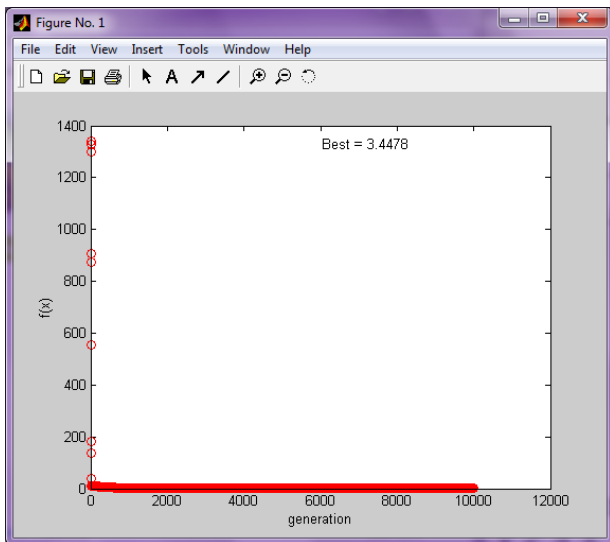 Figure No. 1
File Edit View Insert Tools Window Help
Best = 3.4478
1400
1200
1000
800
600
400
200
0
f(x)
0 2000 4000 6000 8000 10000 12000
generation